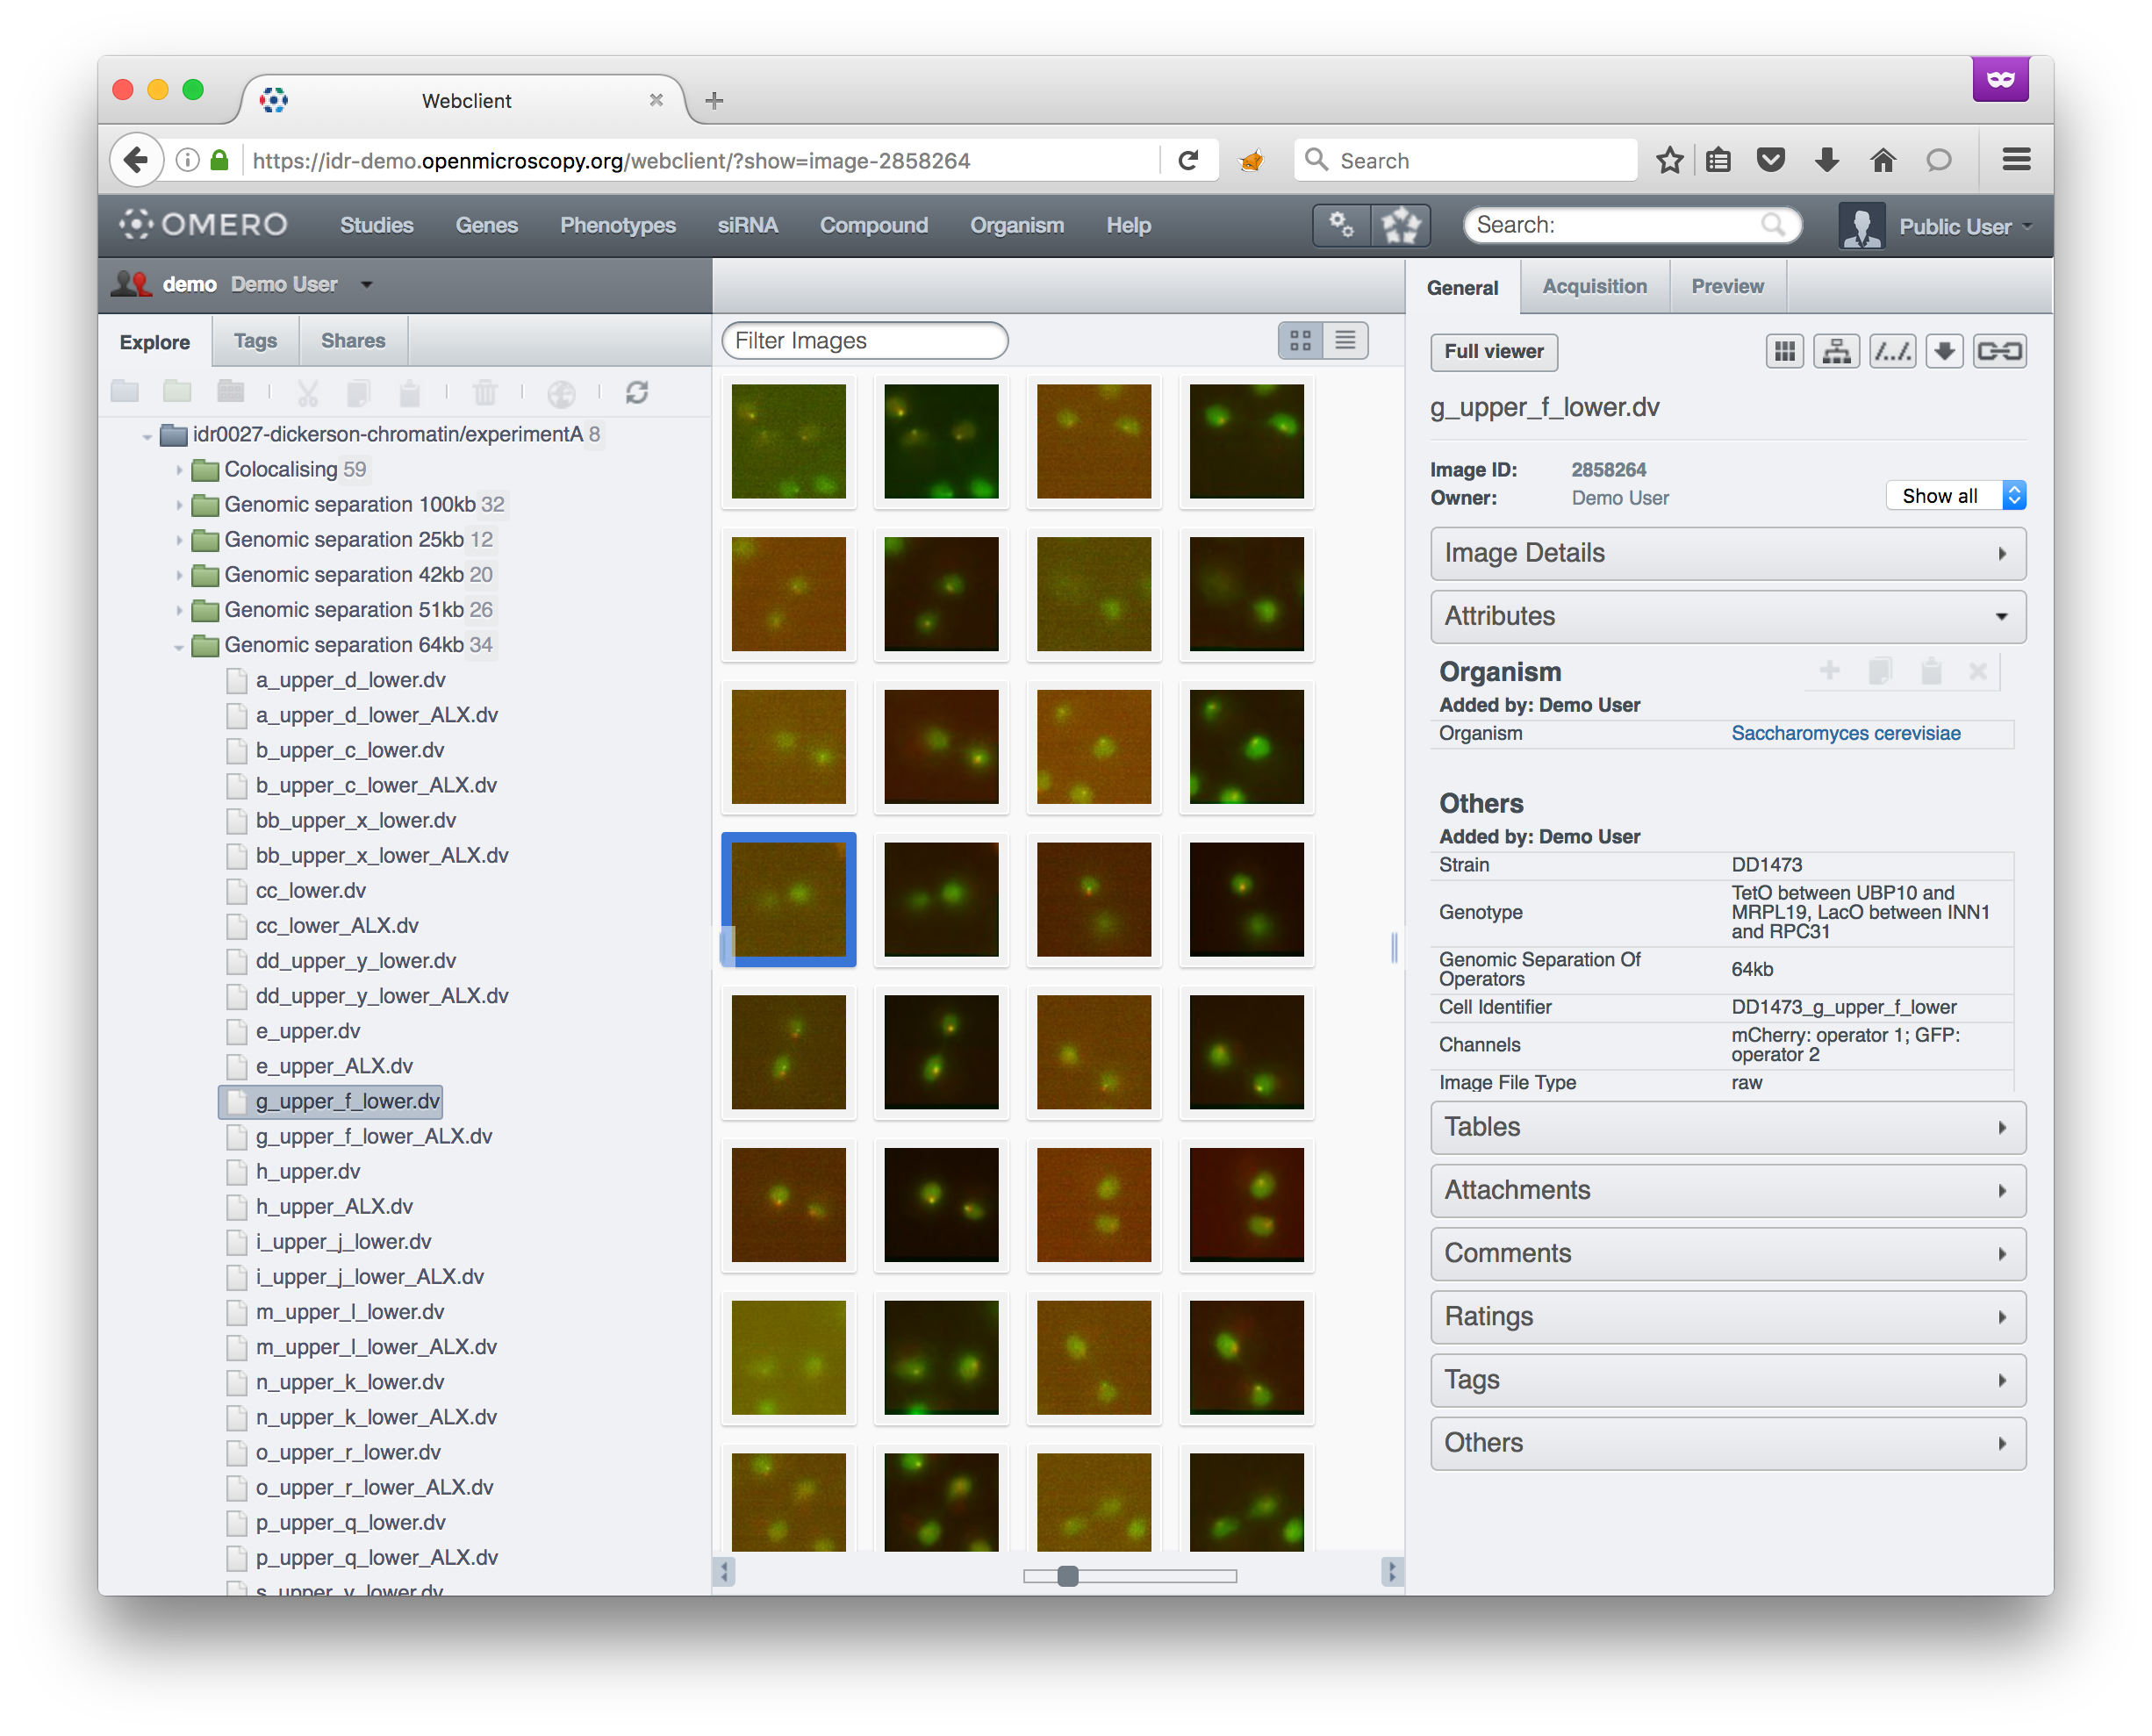 Webclient
https://idr-demo.openmicroscopy.org/webclient/?show=image-2858264
Search
OMERO
Studies
Genes
Phenotypes
siRNA
Compound
Organism
Help
Search:
Public User
demo Demo User
Explore
Tags
Shares
idr0027-dickerson-chromatin/experimentA 8
Colocalising 59
Genomic separation 100kb 32
Genomic separation 25kb 12
Genomic separation 42kb 20
Genomic separation 51kb 26
Genomic separation 64kb 34
a_upper_d_lower.dv
a_upper_d_lower_ALX.dv
b_upper_c_lower.dv
b_upper_c_lower_ALX.dv
bb_upper_x_lower.dv
bb_upper_x_lower_ALX.dv
cc_lower.dv
cc_lower_ALX.dv
dd_upper_y_lower.dv
dd_upper_y_lower_ALX.dv
e_upper.dv
e_upper_ALX.dv
g_upper_f_lower.dv
g_upper_f_lower_ALX.dv
h_upper.dv
h_upper_ALX.dv
i_upper_j_lower.dv
i_upper_j_lower_ALX.dv
m_upper_l_lower.dv
m_upper_l_lower_ALX.dv
n_upper_k_lower.dv
n_upper_k_lower_ALX.dv
o_upper_r_lower.dv
o_upper_r_lower_ALX.dv
p_upper_q_lower.dv
p_upper_q_lower_ALX.dv
Filter Images
General
Acquisition
Preview
Full viewer
/.../.
g_upper_f_lower.dv
Image ID: 2858264
Owner: Demo User
Show all
Image Details
Attributes
Organism
Added by: Demo User
Organism Saccharomyces cerevisiae
Others
Added by: Demo User
Strain DD1473
Genotype TetO between UBP10 and
MRPL19, LacO between INN1
and RPC31
Genomic Separation Of
Operators 64kb
Cell Identifier DD1473_g_upper_f_lower
Channels mCherry: operator 1; GFP:
operator 2
Image File Type raw
Tables
Attachments
Comments
Ratings
Tags
Others